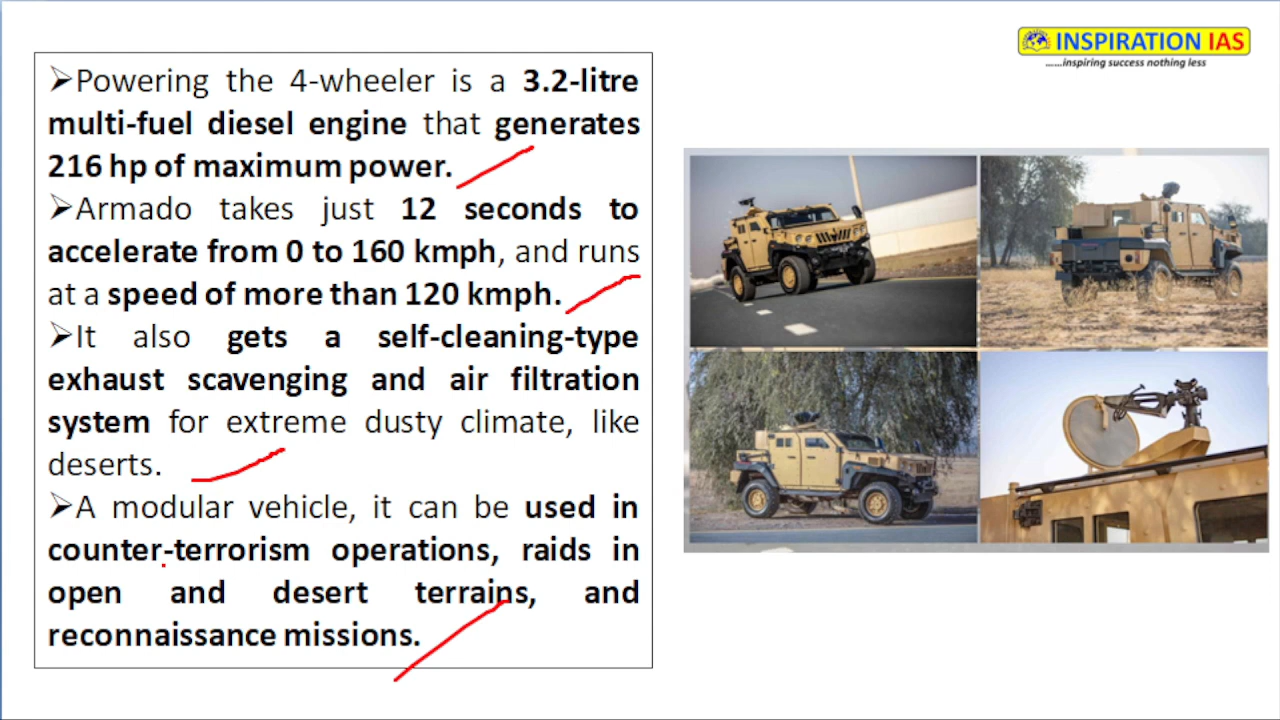 INSPIRATION IAS
......inspiring success nothing less
➢Powering the 4-wheeler is a 3.2-litre
multi-fuel diesel engine that generates
216 hp of maximum power.
➢Armado takes just 12 seconds to
accelerate from 0 to 160 kmph, and runs
at a speed of more than 120 kmph.
➢It also gets a self-cleaning-type
exhaust scavenging and air filtration
system for extreme dusty climate, like
deserts.
➢A modular vehicle, it can be used in
counter-terrorism operations, raids in
open and desert terrains, and
reconnaissance missions.